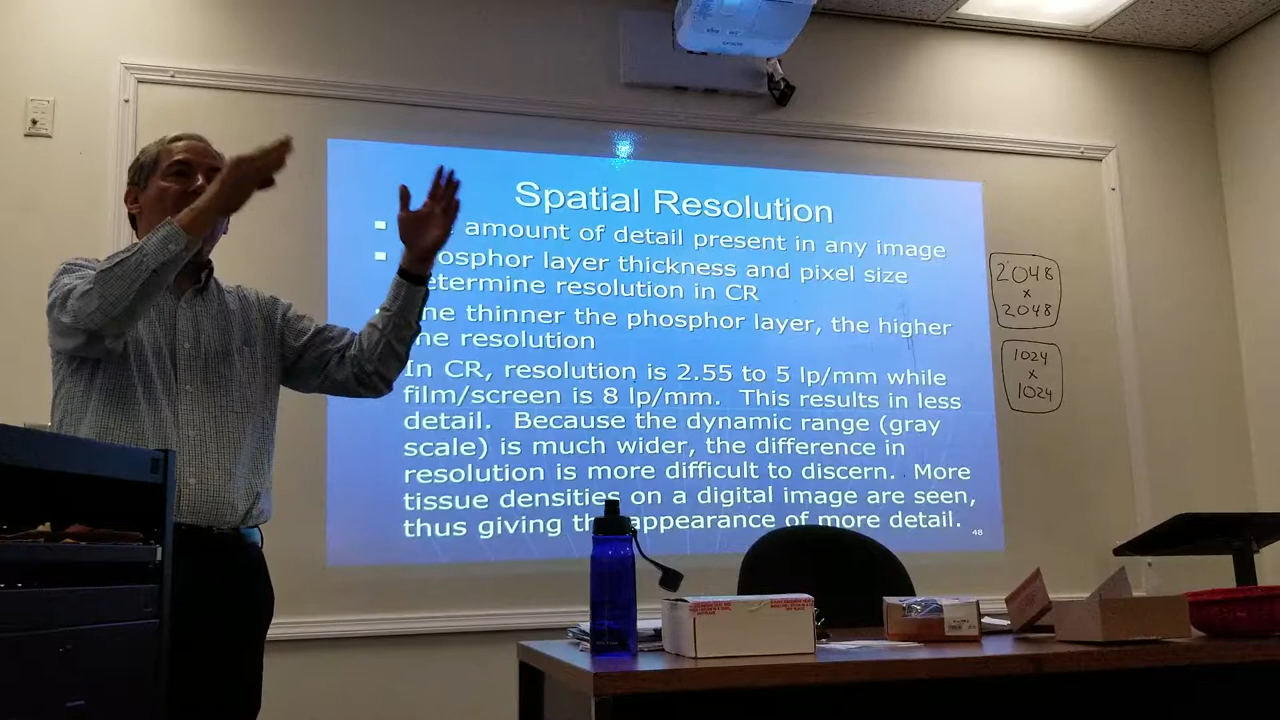 Spatial Resolution
amount of detail present in any image
phosphor layer thickness and pixel size
determine resolution in CR
The thinner the phosphor layer, the higher
the resolution
In CR, resolution is 2.55 to 5 lp/mm while
film/screen is 8 lp/mm. This results in less
detail. Because the dynamic range (gray
scale) is much wider, the difference in
resolution is more difficult to discern. More
tissue densities on a digital image are seen,
thus giving the appearance of more detail.
48
2048
x
2048
1024
x
1024